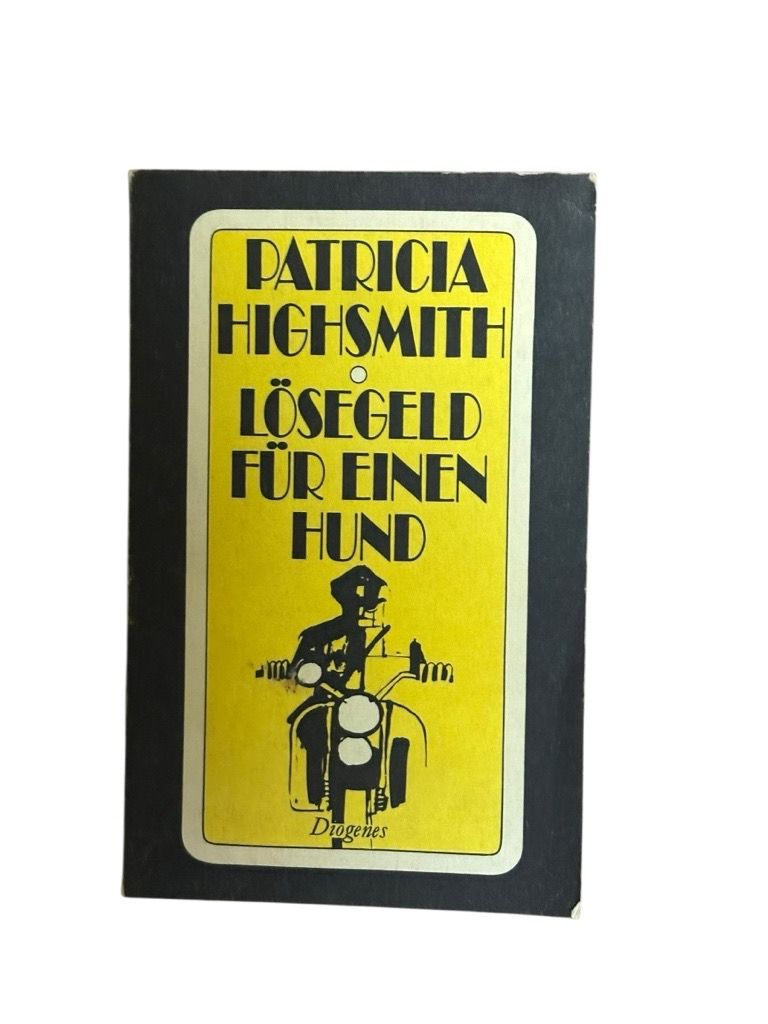 PATRICIA
HIGHSMITH
LÖSEGELD
FÜR EINEN
HUND
Diogenes